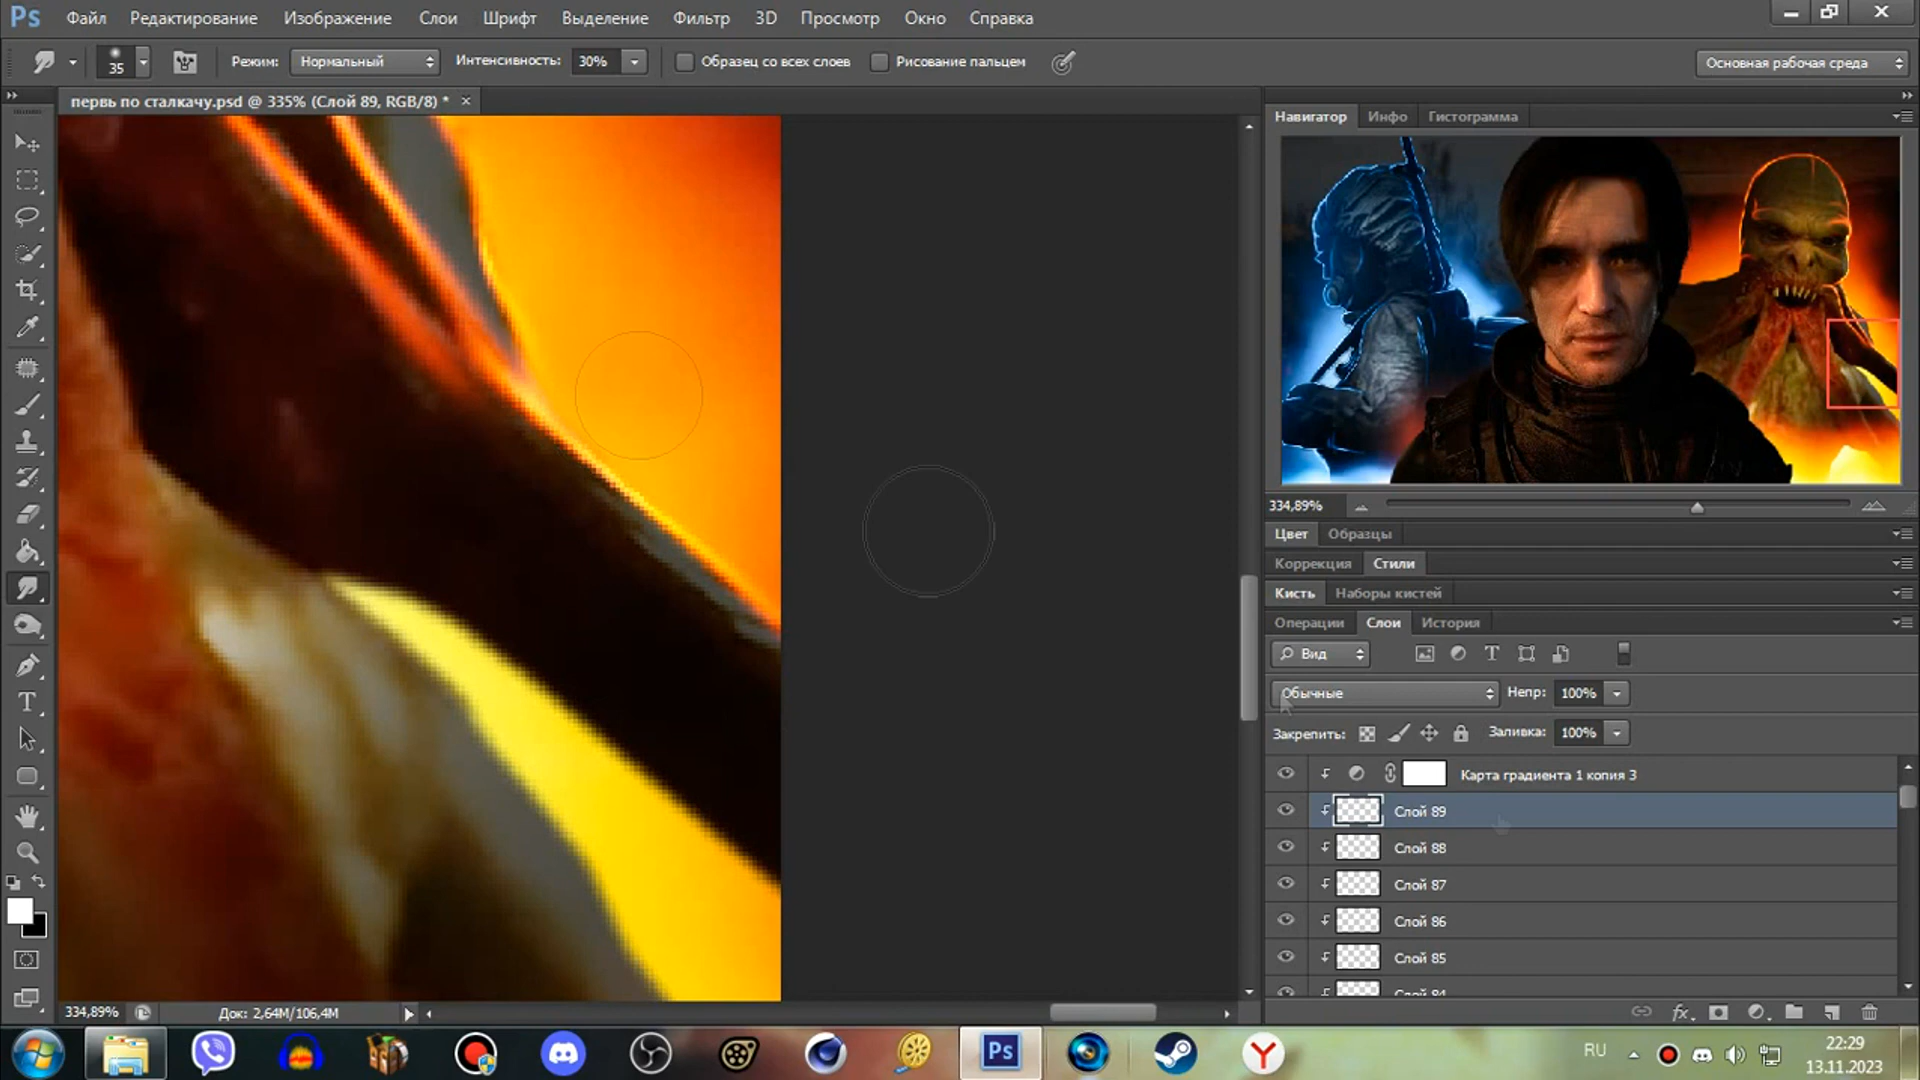 Ps Файл Редактирование Изображение Слои Шрифт Выделение Фильтр 3D Просмотр Окно Справка
35 Режим: Нормальный Интенсивность: 30% Образец со всех слоев Рисование пальцем Основная рабочая среда
первь по сталкачу.psd @ 335% (Слой 89, RGB/8) *
Навигатор Инфо Гистограмма
334,89%
Цвет Образцы
Коррекция Стили
Кисть Наборы кистей
Операции Слои История
Вид
Обычные Непр: 100%
Закрепить: Заливка: 100%
Карта градиента 1 копия 3
Слой 89
Слой 88
Слой 87
Слой 86
Слой 85
Слой 84
334,89% Док: 2,64M/106,4M
Ps RU 22:29
13.11.2023